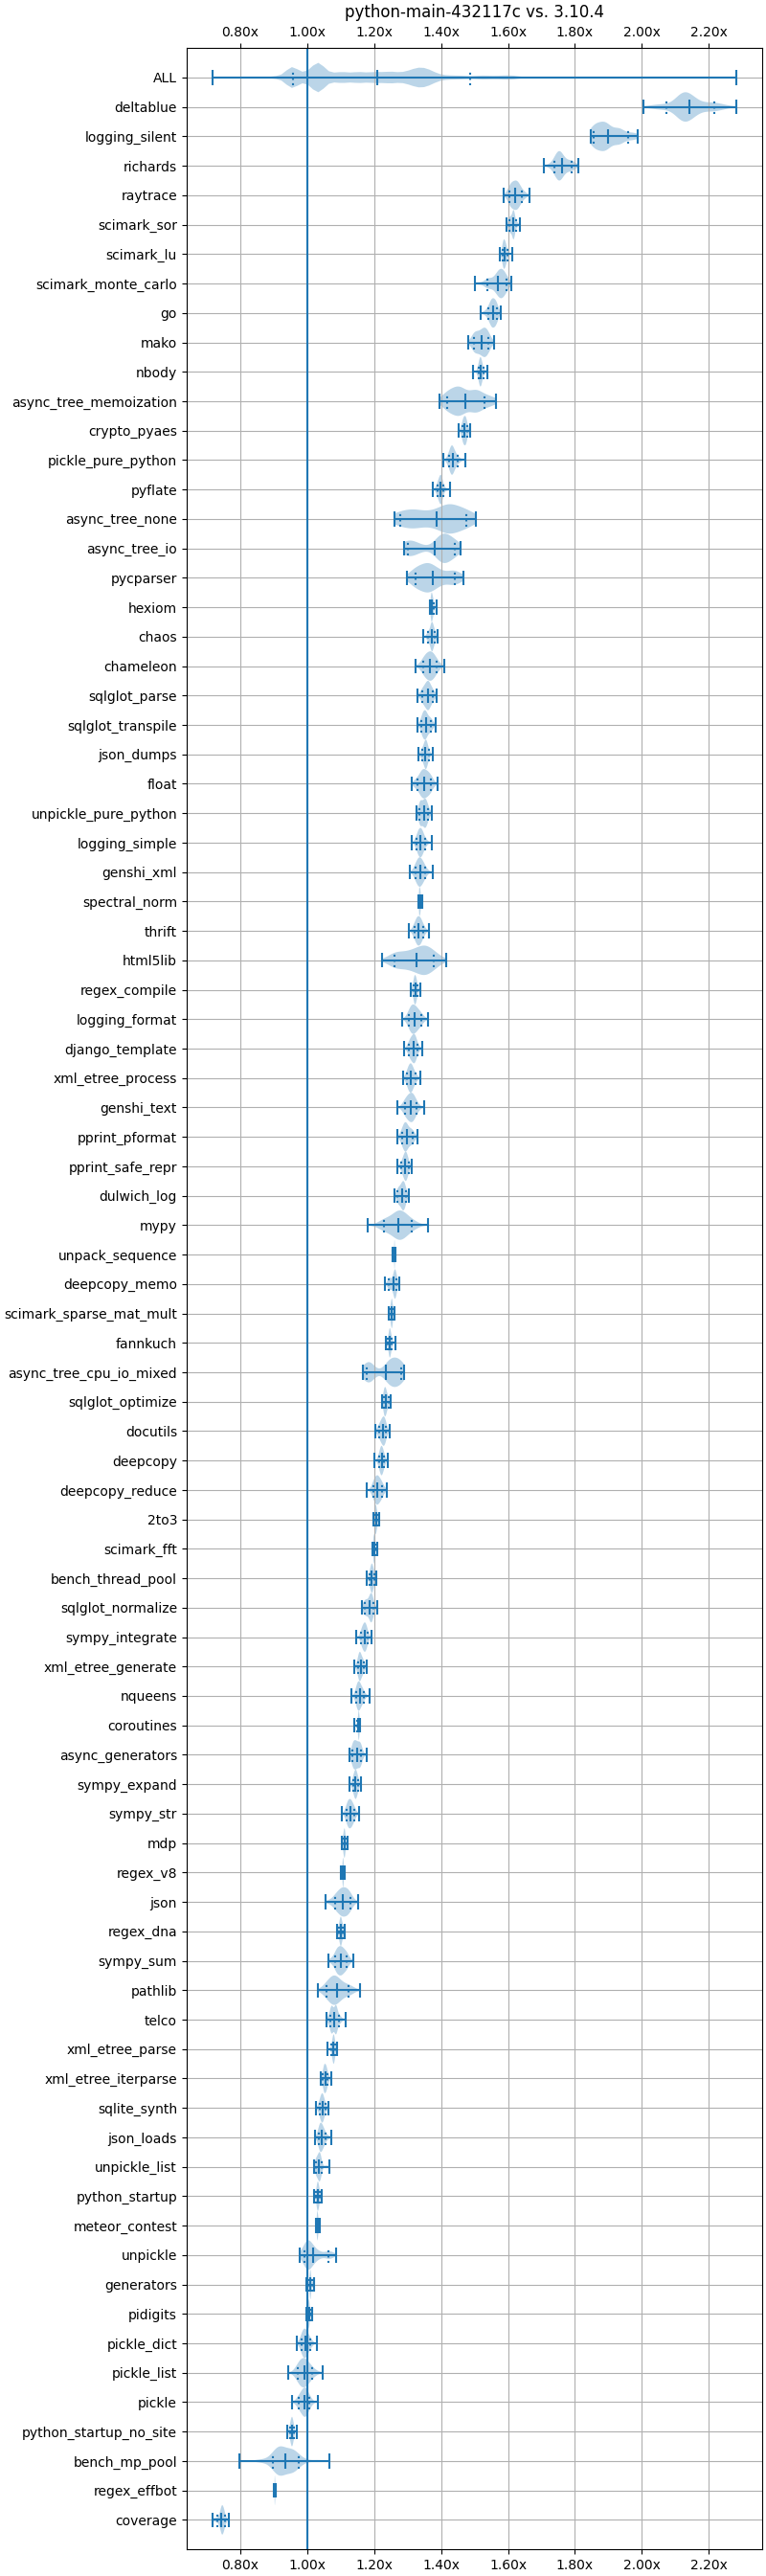 python-main-432117c vs. 3.10.4
0.80x 1.00x 1.20x 1.40x 1.60x 1.80x 2.00x 2.20x
ALL
deltablue
logging_silent
richards
raytrace
scimark_sor
scimark_lu
scimark_monte_carlo
go
mako
nbody
async_tree_memoization
crypto_pyaes
pickle_pure_python
pyflate
async_tree_none
async_tree_io
pycparser
hexiom
chaos
chameleon
sqlglot_parse
sqlglot_transpile
json_dumps
float
unpickle_pure_python
logging_simple
genshi_xml
spectral_norm
thrift
html5lib
regex_compile
logging_format
django_template
xml_etree_process
genshi_text
pprint_pformat
pprint_safe_repr
dulwich_log
mypy
unpack_sequence
deepcopy_memo
scimark_sparse_mat_mult
fannkuch
async_tree_cpu_io_mixed
sqlglot_optimize
docutils
deepcopy
deepcopy_reduce
2to3
scimark_fft
bench_thread_pool
sqlglot_normalize
sympy_integrate
xml_etree_generate
nqueens
coroutines
async_generators
sympy_expand
sympy_str
mdp
regex_v8
json
regex_dna
sympy_sum
pathlib
telco
xml_etree_parse
xml_etree_iterparse
sqlite_synth
json_loads
unpickle_list
python_startup
meteor_contest
unpickle
generators
pidigits
pickle_dict
pickle_list
pickle
python_startup_no_site
bench_mp_pool
regex_effbot
coverage
0.80x 1.00x 1.20x 1.40x 1.60x 1.80x 2.00x 2.20x